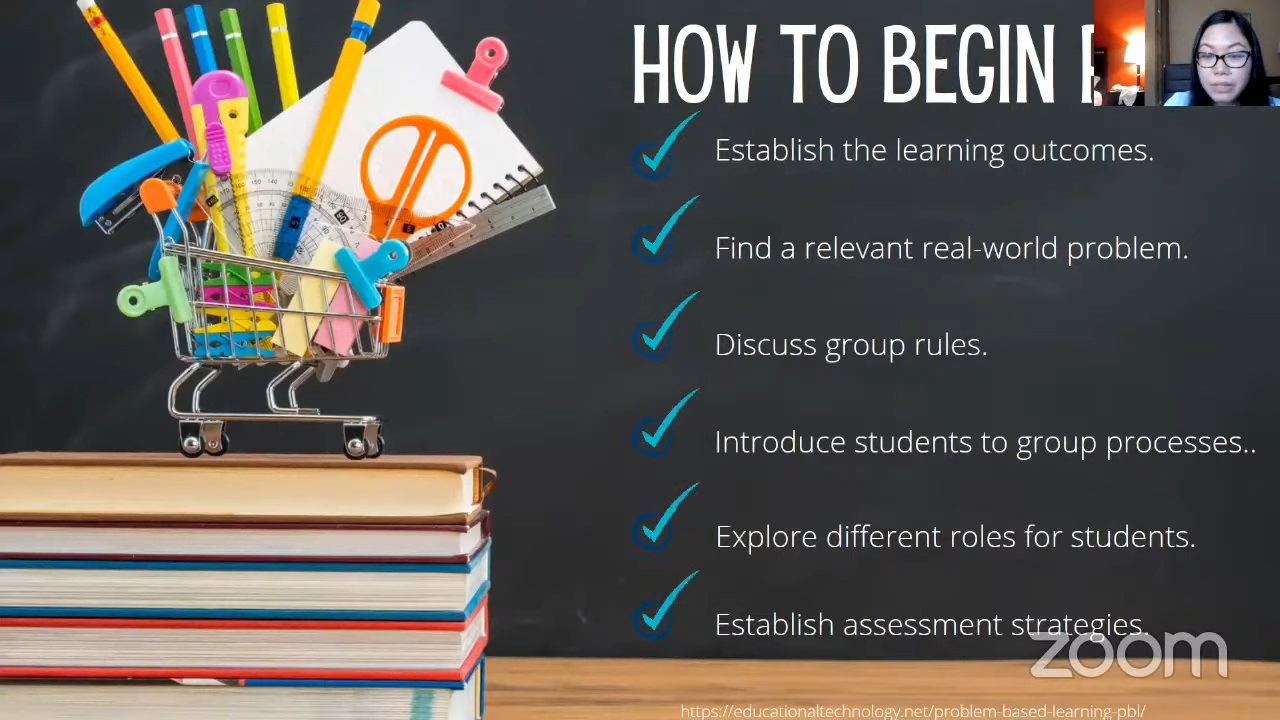 HOW TO BEGIN
Establish the learning outcomes.
Find a relevant real-world problem.
Discuss group rules.
Introduce students to group processes..
Explore different roles for students.
Establish assessment strategies.
zoom
https://educationaltechnology.net/problem-based-learning-pbl/